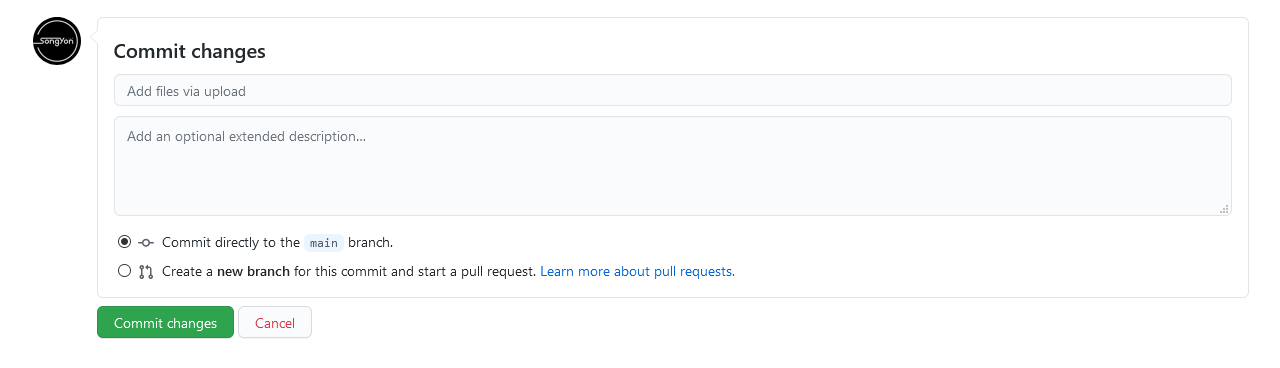 SongYon
Commit changes
Add files via upload
Add an optional extended description...
Commit directly to the main branch.
Create a new branch for this commit and start a pull request. Learn more about pull requests.
Commit changes
Cancel